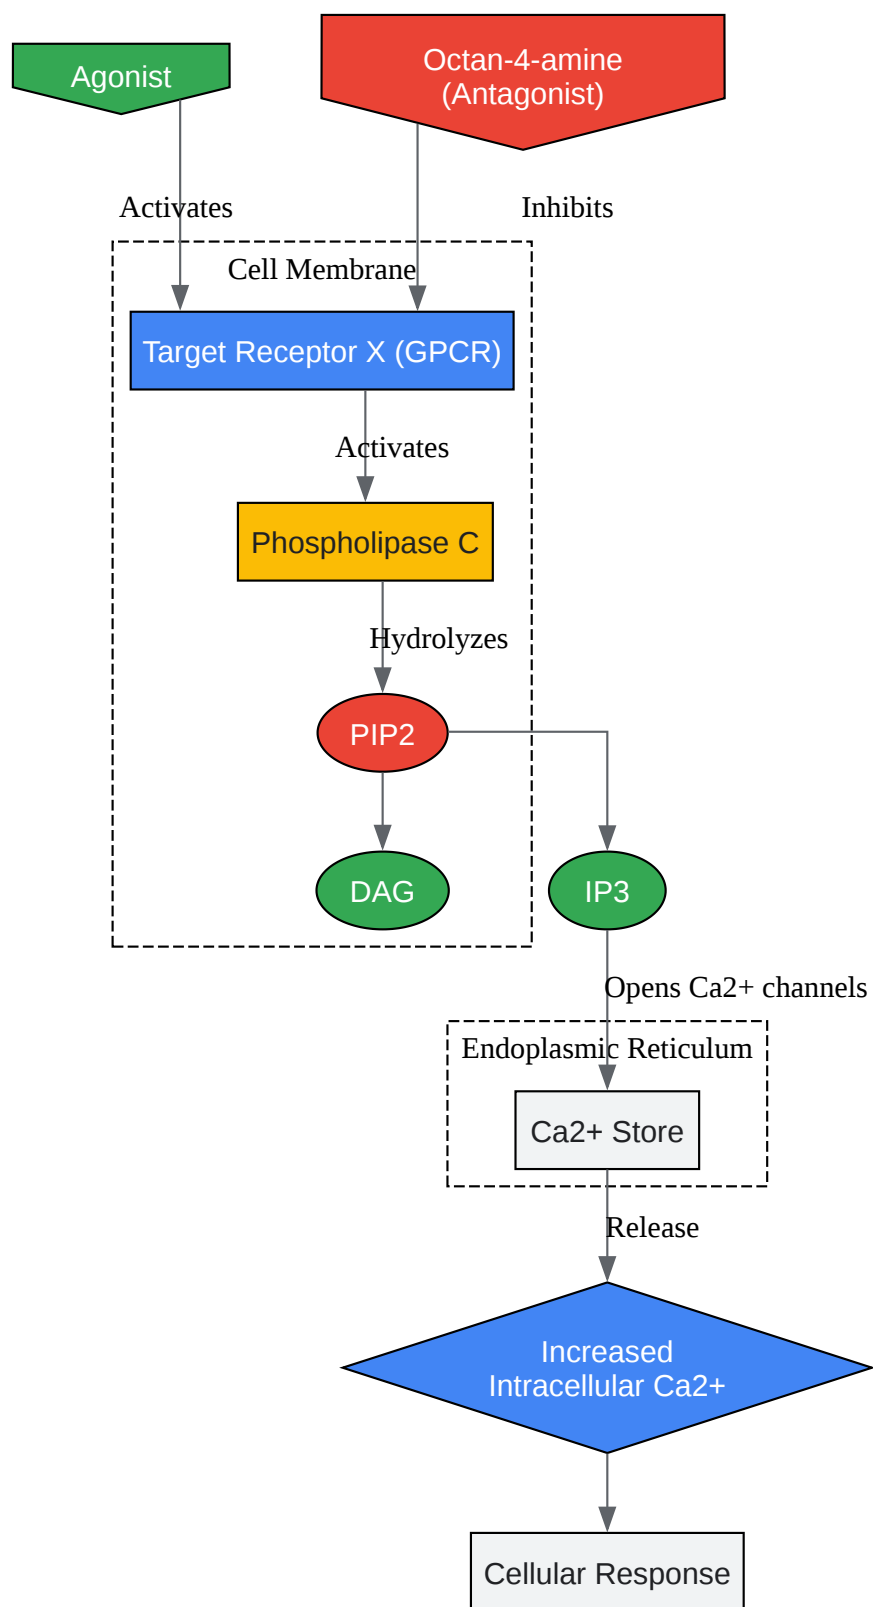 Agonist
Octan-4-amine
(Antagonist)
Activates
Inhibits
Cell Membrane
Target Receptor X (GPCR)
Activates
Phospholipase C
Hydrolyzes
PIP2
DAG
IP3
Opens Ca2+ channels
Endoplasmic Reticulum
Ca2+ Store
Release
Increased
Intracellular Ca2+
Cellular Response